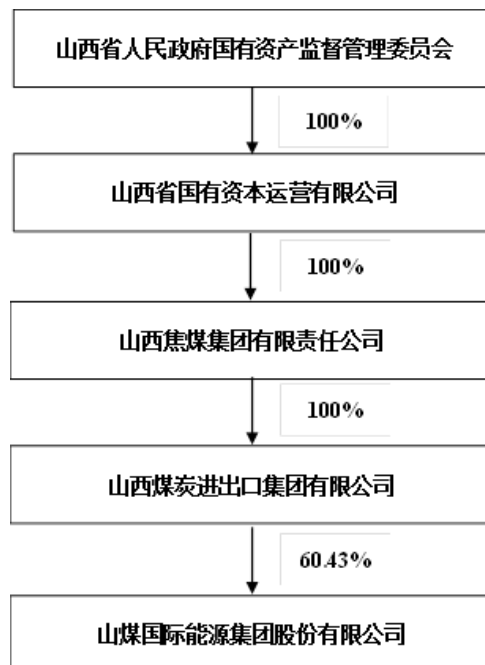 山西省人民政府国有资产监督管理委员会
100%
山西省国有资本运营有限公司
100%
山西焦煤集团有限责任公司
100%
山西煤炭进出口集团有限公司
60.43%
山煤国际能源集团股份有限公司